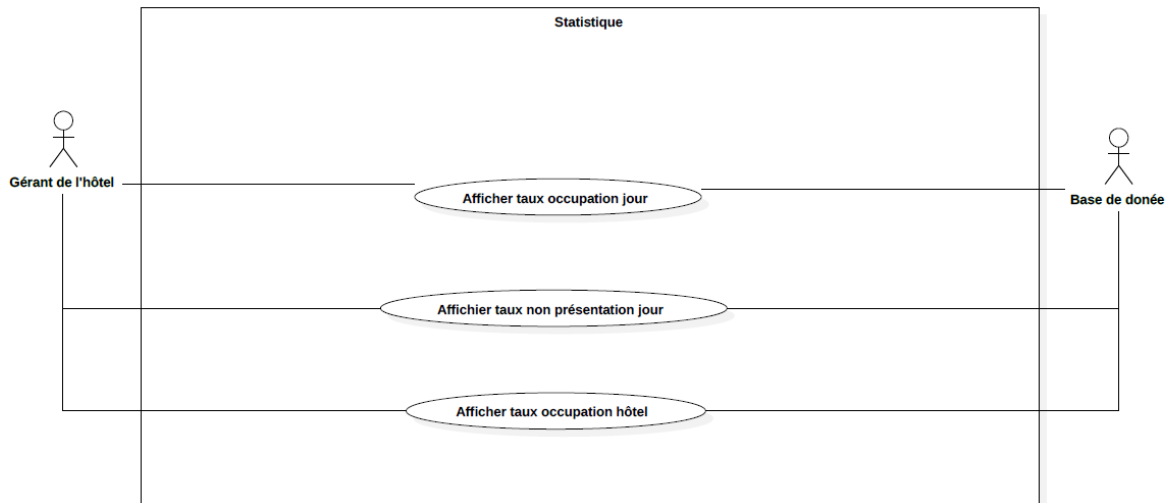 Statistique
Gérant de l'hôtel
Afficher taux occupation jour
Base de donée
Affichier taux non présentation jour
Afficher taux occupation hôtel